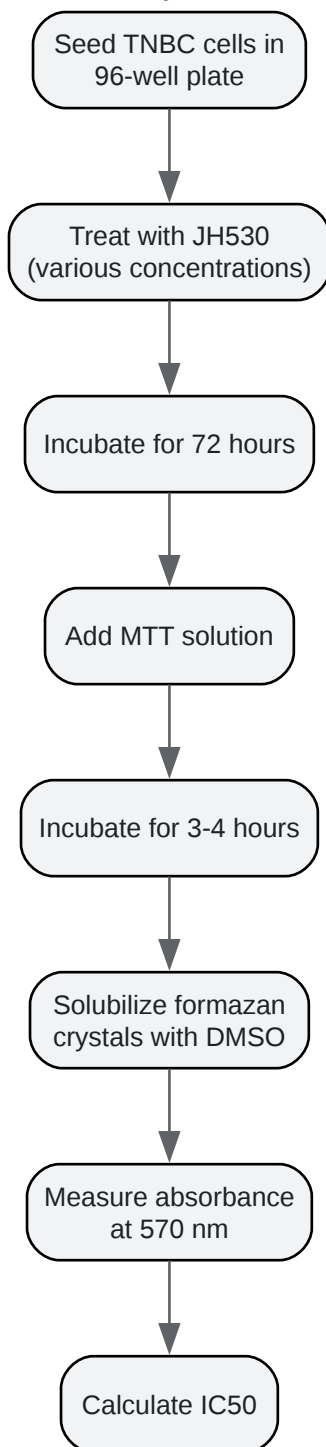 Seed TNBC cells in
96-well plate
Treat with JH530
(various concentrations)
Incubate for 72 hours
Add MTT solution
Incubate for 3-4 hours
Solubilize formazan
crystals with DMSO
Measure absorbance
at 570 nm
Calculate IC50